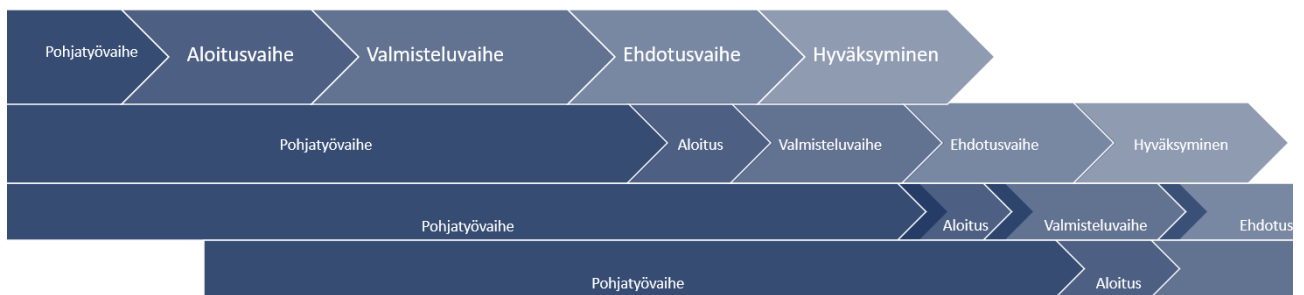 Pohjatyövaihe Aloitusvaihe Valmisteluvaihe Ehdotusvaihe Hyväksyminen
Pohjatyövaihe Aloitus Valmisteluvaihe Ehdotusvaihe Hyväksyminen
Pohjatyövaihe Aloitus Valmisteluvaihe Ehdotus
Pohjatyövaihe Aloitus